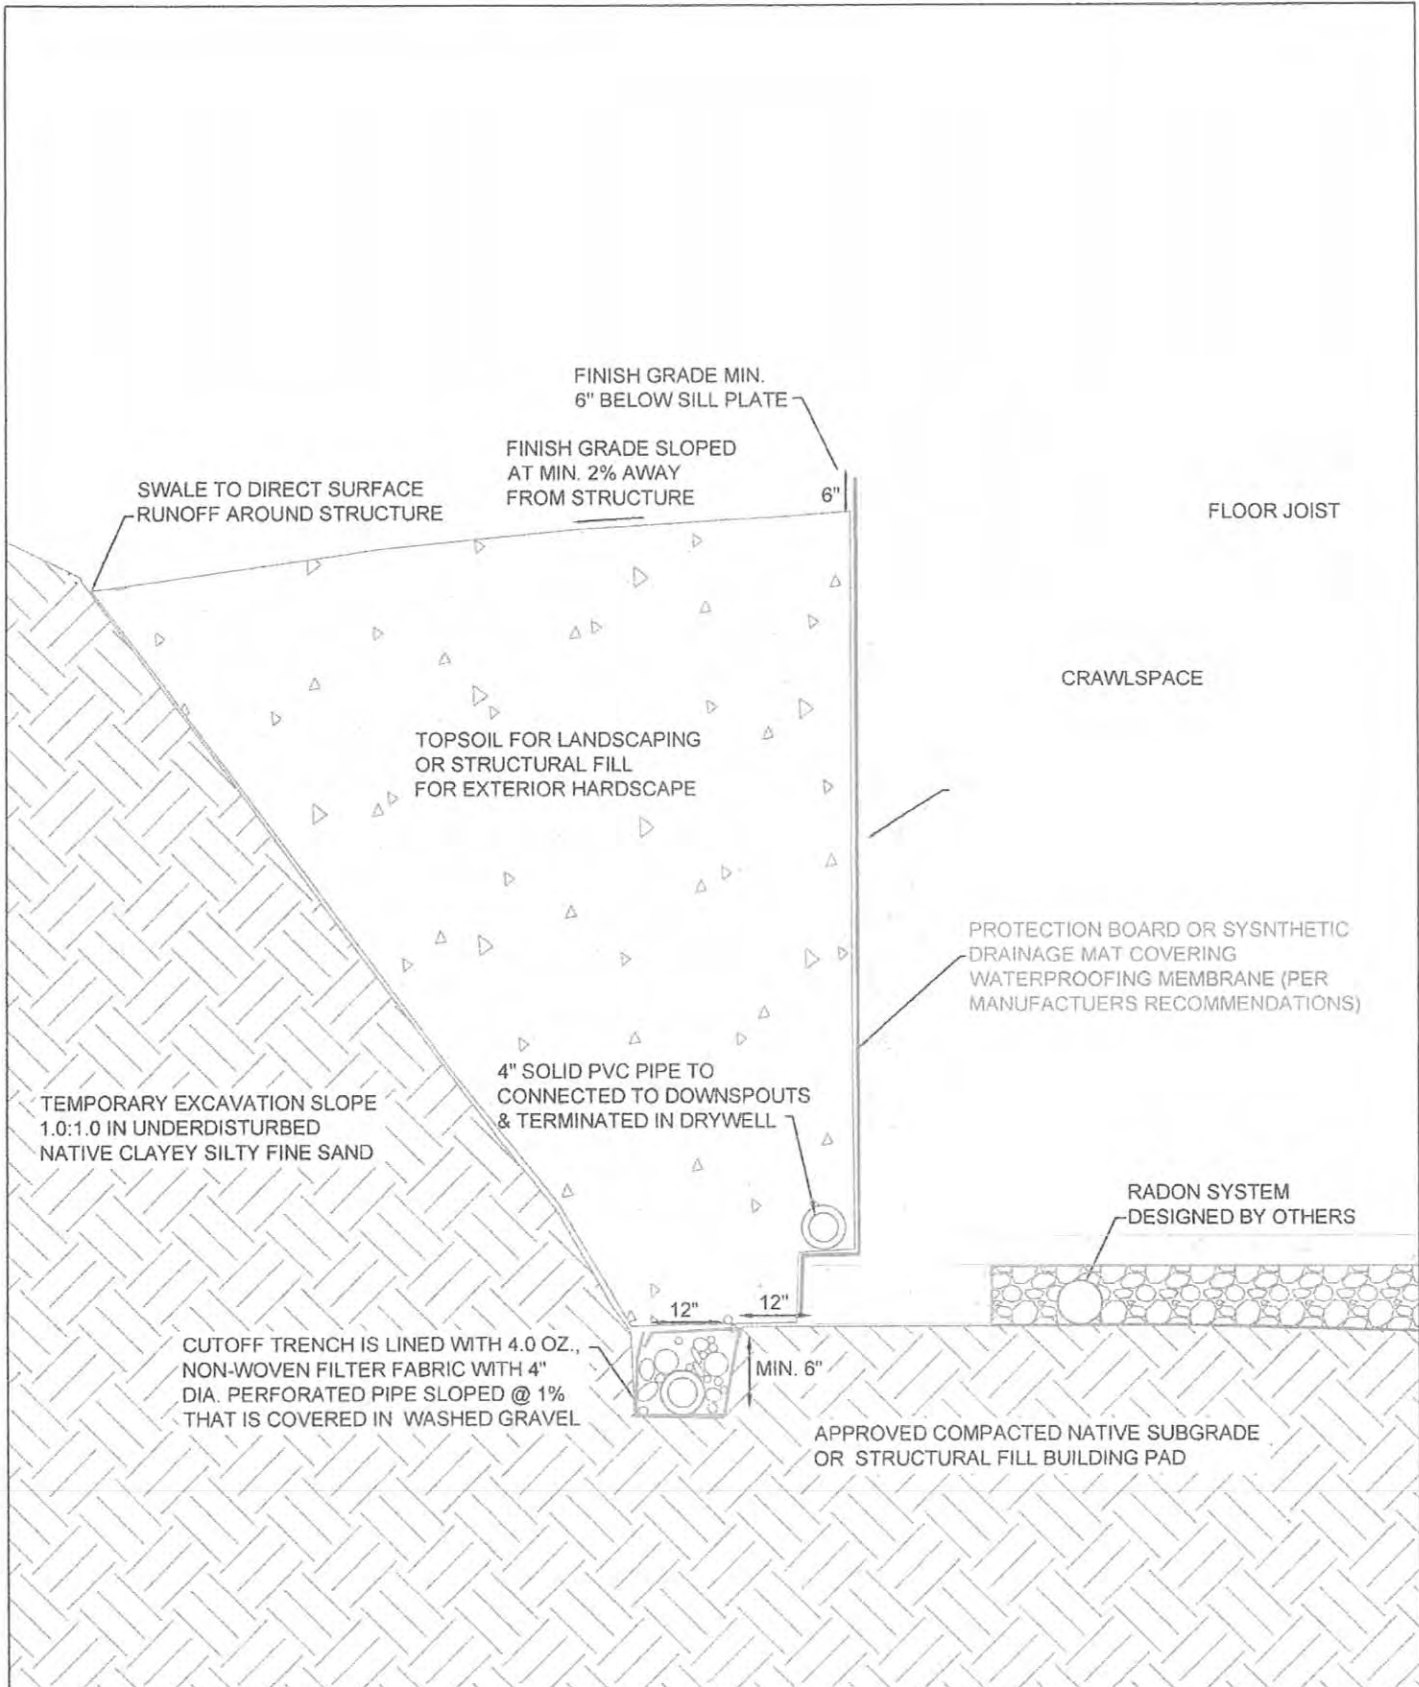 FINISH GRADE MIN.
6" BELOW SILL PLATE
FINISH GRADE SLOPED
AT MIN. 2% AWAY
FROM STRUCTURE
6"
SWALE TO DIRECT SURFACE
RUNOFF AROUND STRUCTURE
FLOOR JOIST
CRAWLSPACE
TOPSOIL FOR LANDSCAPING
OR STRUCTURAL FILL
FOR EXTERIOR HARDSCAPE
PROTECTION BOARD OR SYSNTHETIC
DRAINAGE MAT COVERING
WATERPROOFING MEMBRANE (PER
MANUFACTUERS RECOMMENDATIONS)
4" SOLID PVC PIPE TO
CONNECTED TO DOWNSPOUTS
& TERMINATED IN DRYWELL
TEMPORARY EXCAVATION SLOPE
1.0:1.0 IN UNDERDISTURBED
NATIVE CLAYEY SILTY FINE SAND
RADON SYSTEM
DESIGNED BY OTHERS
12"
12"
CUTOFF TRENCH IS LINED WITH 4.0 OZ.,
NON-WOVEN FILTER FABRIC WITH 4"
DIA. PERFORATED PIPE SLOPED @ 1%
THAT IS COVERED IN WASHED GRAVEL
MIN. 6"
APPROVED COMPACTED NATIVE SUBGRADE
OR STRUCTURAL FILL BUILDING PAD